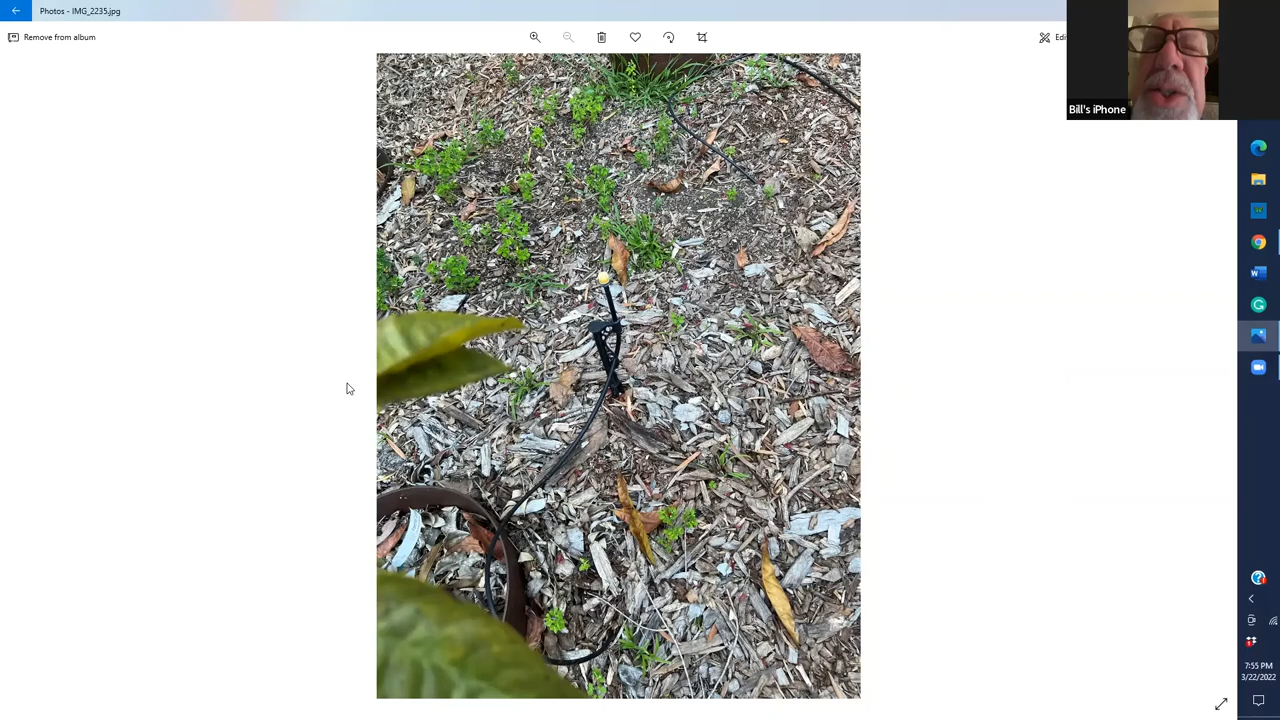 Photos - IMG_2235.jpg
Remove from album
Bill's iPhone
7:55 PM
3/22/2022